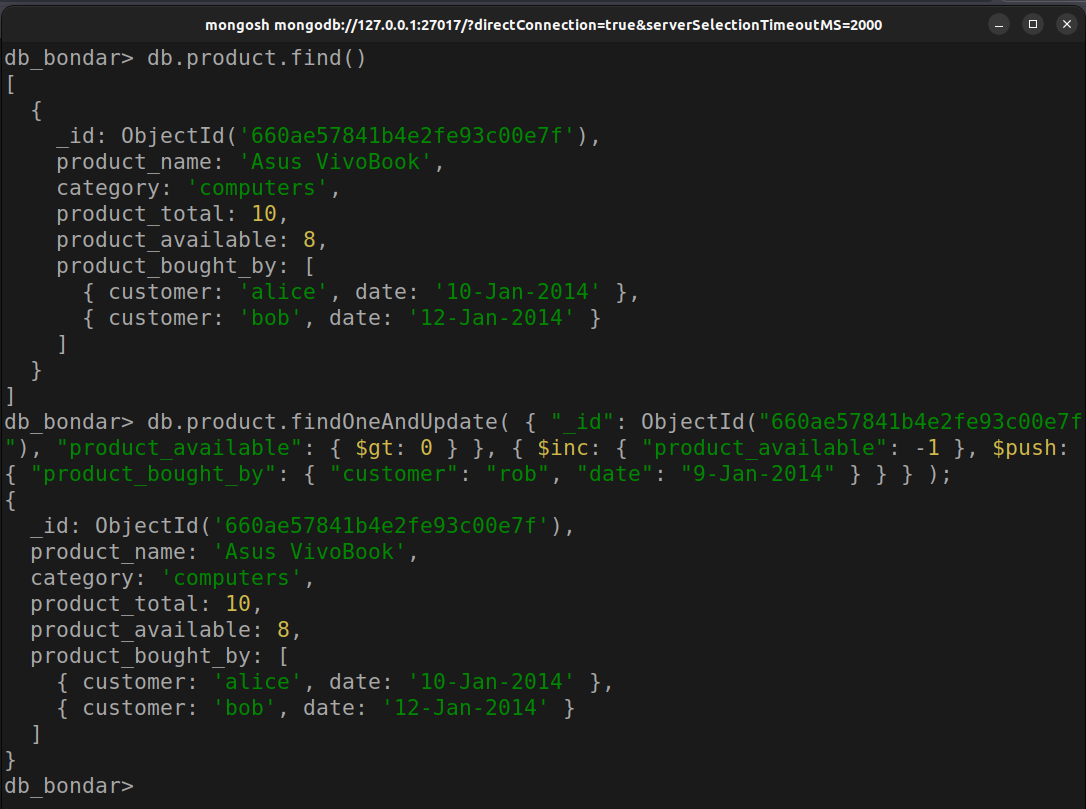 mongosh mongodb://127.0.0.1:27017/?directConnection=true&serverSelectionTimeoutMS=2000
db_bondar> db.product.find()
[
  {
    _id: ObjectId('660ae57841b4e2fe93c00e7f'),
    product_name: 'Asus VivoBook',
    category: 'computers',
    product_total: 10,
    product_available: 8,
    product_bought_by: [
      { customer: 'alice', date: '10-Jan-2014' },
      { customer: 'bob', date: '12-Jan-2014' }
    ]
  }
]
db_bondar> db.product.findOneAndUpdate( { "_id": ObjectId("660ae57841b4e2fe93c00e7f
"), "product_available": { $gt: 0 } }, { $inc: { "product_available": -1 }, $push:
{ "product_bought_by": { "customer": "rob", "date": "9-Jan-2014" } } } );
{
  _id: ObjectId('660ae57841b4e2fe93c00e7f'),
  product_name: 'Asus VivoBook',
  category: 'computers',
  product_total: 10,
  product_available: 8,
  product_bought_by: [
    { customer: 'alice', date: '10-Jan-2014' },
    { customer: 'bob', date: '12-Jan-2014' }
  ]
}
db_bondar>